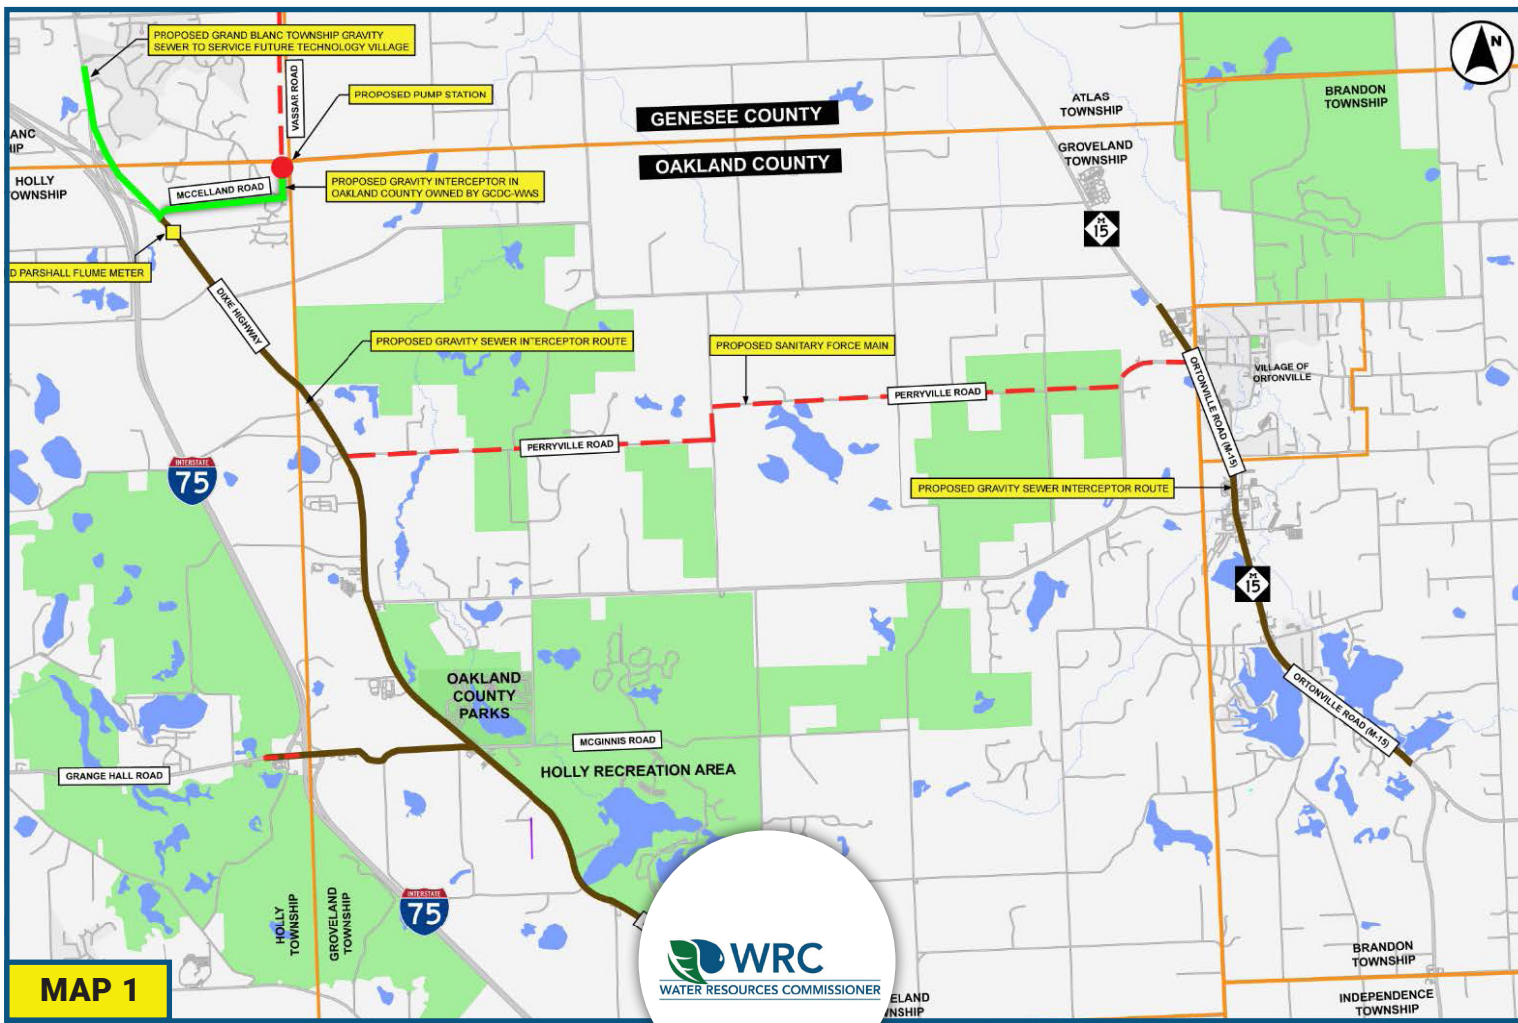 PROPOSED GRAND BLANC TOWNSHIP GRAVITY
SEWER TO SERVICE FUTURE TECHNOLOGY VILLAGE
VASSAR ROAD
PROPOSED PUMP STATION
GENESEE COUNTY
OAKLAND COUNTY
ATLAS
TOWNSHIP
GROVELAND
TOWNSHIP
BRANDON
TOWNSHIP
N
ANC
IP
HOLLY
OWNSHIP
MCCELLAND ROAD
PROPOSED GRAVITY INTERCEPTOR IN
OAKLAND COUNTY OWNED BY GCDC-WWS
M
15
D PARSHALL FLUME METER
DIXIE HIGHWAY
PROPOSED GRAVITY SEWER INTERCEPTOR ROUTE
PROPOSED SANITARY FORCE MAIN
PERRYVILLE ROAD
PERRYVILLE ROAD
ORTONVILLE ROAD (M-15)
VILLAGE OF
ORTONVILLE
INTERSTATE
75
PROPOSED GRAVITY SEWER INTERCEPTOR ROUTE
M
15
OAKLAND
COUNTY
PARKS
ORTONVILLE ROAD (M-15)
MCGINNIS ROAD
GRANGE HALL ROAD
HOLLY RECREATION AREA
HOLLY
TOWNSHIP
GROVELAND
TOWNSHIP
INTERSTATE
75
WRC
WATER RESOURCES COMMISSIONER
ELAND
NSHIP
BRANDON
TOWNSHIP
INDEPENDENCE
TOWNSHIP
MAP 1